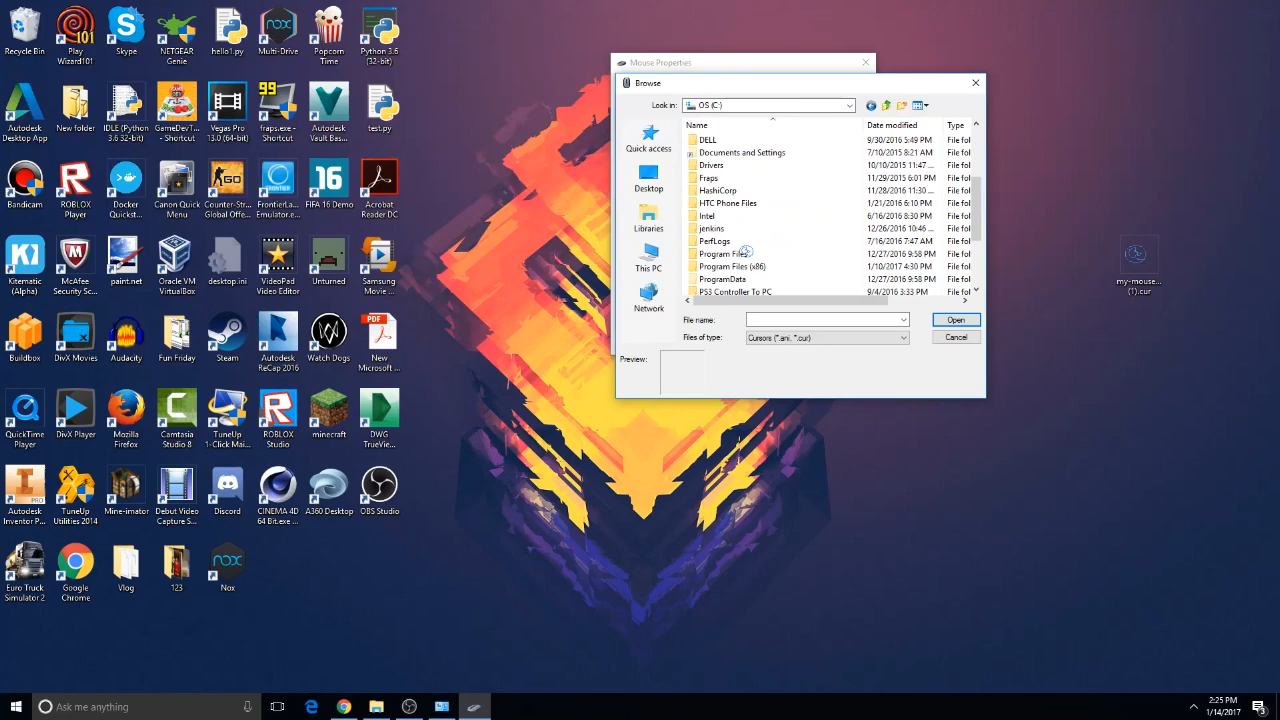 Recycle Bin
Play
Wizard101
Skype
NETGEAR
Genie
hello1.py
Multi-Drive
Popcorn
Time
Python 3.6
(32-bit)
Autodesk
Desktop App
New folder
IDLE (Python
3.6 32-bit)
GameDevT...
Vegas Pro
13.0 (64-bit)
99
fraps.exe -
Shortcut
Autodesk
Vault Bas...
test.py
Bandicam
ROBLOX
Player
Docker
Quickst...
Canon Quick
Menu
GO
Counter-Str...
Global Offe...
FRONTIER
FrontierLa...
Emulator.e...
16
FIFA 16 Demo
Acrobat
Reader DC
Kitematic
(Alpha)
McAfee
Security S...
paint.net
Oracle VM
VirtualBox
desktop.ini
VideoPad
Video Editor
Unturned
Samsung
Movie ...
Buildbox
DivX Movies
Audacity
Fun Friday
Steam
Autodesk
ReCap 2016
Watch Dogs
PDF
New
Microsoft ...
QuickTime
Player
DivX Player
Mozilla
Firefox
Camtasia
Studio 8
TuneUp
1-Click Mai...
ROBLOX
Studio
minecraft
DWG
TrueVie...
PRO
Autodesk
Inventor P...
TuneUp
Utilities 2014
Mine-imator
Debut Video
Capture S...
Discord
CINEMA 4D
64 Bit.exe ...
A360 Desktop
OBS Studio
Euro Truck
Simulator 2
Google
Chrome
Vlog
123
nox
Nox
Mouse Properties
Browse
Look in:
OS (C:)
Quick access
Desktop
Libraries
This PC
Network
Name
Date modified
Type
DELL
9/30/2016 5:49 PM
File fol
Documents and Settings
7/10/2015 8:21 AM
File fol
Drivers
10/10/2015 11:47 ...
File fol
Fraps
11/29/2015 6:01 PM
File fol
HashiCorp
11/28/2016 9:30 ...
File fol
HTC Phone Files
1/21/2016 6:10 PM
File fol
Intel
6/16/2016 8:30 PM
File fol
jenkins
12/26/2016 10:46 ...
File fol
PerfLogs
7/16/2016 7:47 AM
File fol
Program Files
12/27/2016 9:58 PM
File fol
Program Files (x86)
1/10/2017 4:30 PM
File fol
ProgramData
12/27/2016 9:58 PM
File fol
PS3 Controller To PC
9/4/2016 3:33 PM
File fol
File name:
Open
Files of type:
Cursors (*.ani, *.cur)
Cancel
Preview:
my-mouse...
(1).cur
Ask me anything
2:25 PM
1/14/2017
3